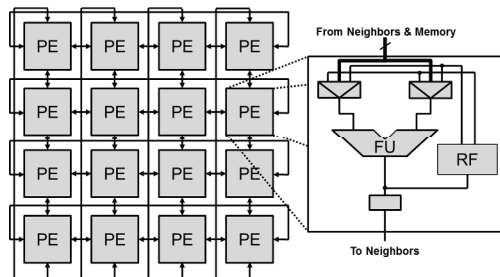 From Neighbors & Memory
PE PE PE PE
PE PE PE PE
FU
RF
PE PE PE PE
PE PE PE PE
To Neighbors